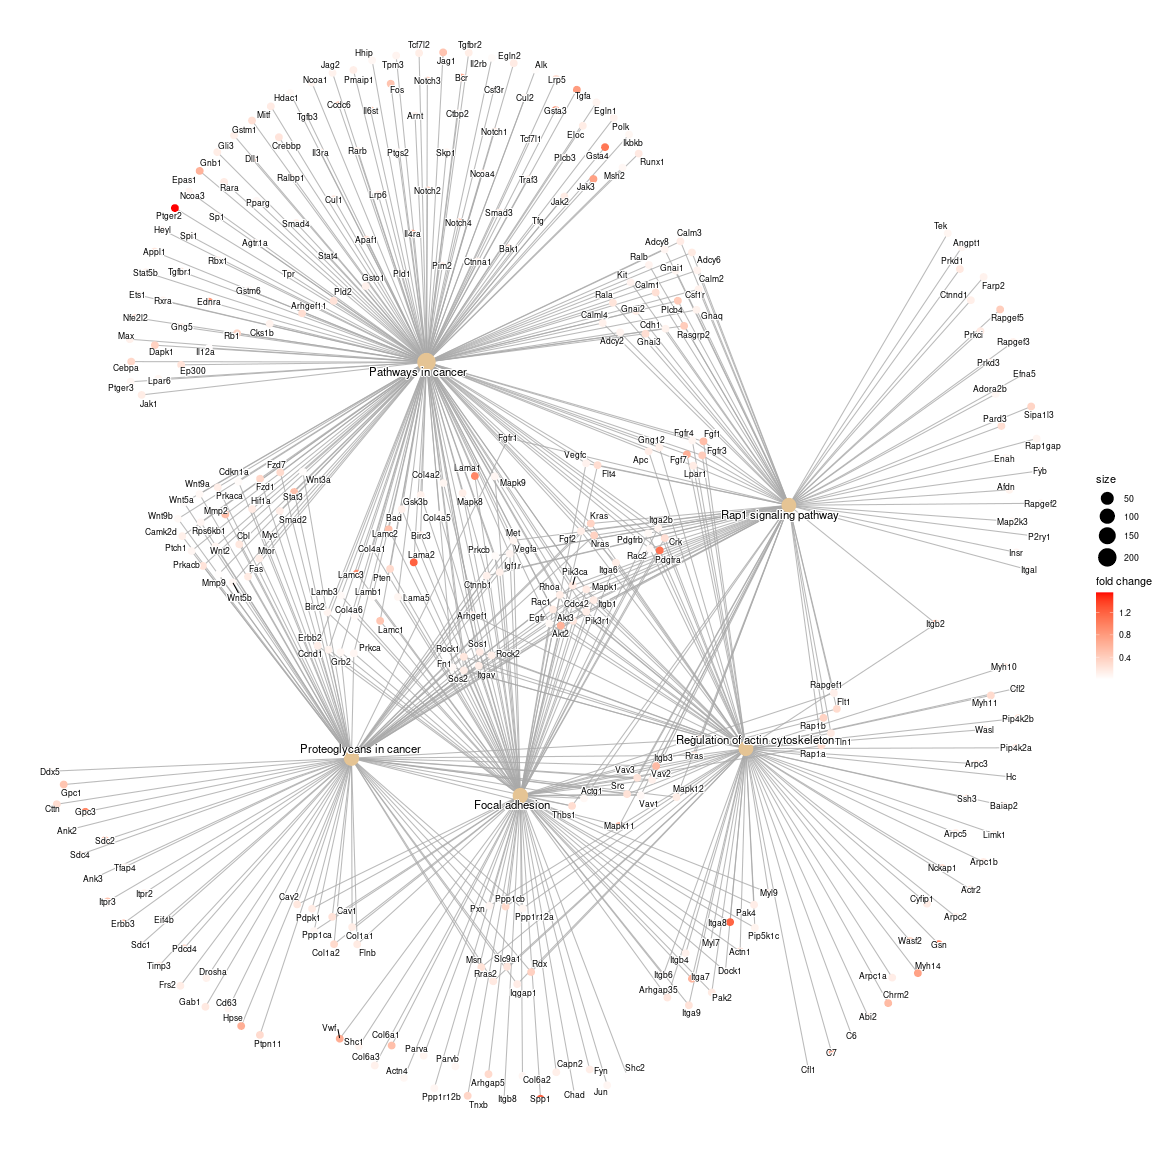 Tcf7l2
Tgfbr2
Hhip
Jag1
Egln2
Tpm3
Il2rb
Jag2
Alk
Notch3
Bcr
Ncoa1
Pmaip1
Lrp5
Fos
Csf3r
Tgfa
Hdac1
Cul2
Ccdc6
Mitf
Il6st
Gsta3
Egln1
Tgfb3
Arnt
Ctbp2
Gstm1
Polk
Notch1
Eloc
Tcf7l1
Gli3
Crebbp
Ikbkb
Il3ra
Rarb
Ptgs2
Skp1
Plcb3
Gsta4
Gnb1
Dll1
Runx1
Ncoa4
Epas1
Ralbp1
Traf3
Msh2
Rara
Jak3
Ncoa3
Lrp6
Notch2
Pparg
Cul1
Jak2
Ptger2
Sp1
Smad3
Smad4
Notch4
Tfg
Heyl
Spi1
Il4ra
Agtr1a
Apaf1
Bak1
Appl1
Rbx1
Stat4
Ctnna1
Pim2
Stat5b
Tgfbr1
Tpr
Gsto1
Pld1
Ets1
Rxra
Ednra
Gstm6
Pld2
Arhgef11
Nfe2l2
Gng5
Max
Rb1
Cks1b
Dapk1
Il12a
Cebpa
Ep300
Ptger3
Lpar6
Jak1
Pathways in cancer
Calm3
Adcy8
Ralb
Adcy6
Kit
Gnai1
Calm2
Calm1
Rala
Csf1r
Gnai2
Plcb4
Calml4
Gnaq
Cdh1
Rasgrp2
Adcy2
Gnai3
Tek
Angpt1
Prkd1
Farp2
Ctnnd1
Rapgef5
Prkci
Rapgef3
Prkd3
Efna5
Adora2b
Sipa1l3
Pard3
Rap1gap
Enah
Fyb
Afdn
Rapgef2
Map2k3
P2ry1
Insr
Itgal
Rap1 signaling pathway
Itgb2
Fgfr1
Vegfc
Flt4
Gng12
Fgfr4
Fgf1
Fgfr3
Apc
Fgf7
Lpar1
Cdkn1a
Fzd7
Wnt9a
Wnt3a
Fzd1
Prkaca
Stat3
Wnt5a
Hif1a
Mmp2
Wnt9b
Smad2
Camk2d
Rps6kb1
Cbl
Myc
Ptch1
Wnt2
Mtor
Prkacb
Fas
Mmp9
Wnt5b
Col4a2
Lama1
Mapk9
Gsk3b
Mapk8
Bad
Col4a5
Lamc2
Birc3
Col4a1
Lama2
Lamc3
Pten
Lamb3
Lamb1
Lama5
Birc2
Col4a6
Lamc1
Arhgef1
Erbb2
Ccnd1
Prkca
Grb2
Met
Prkcb
Vegfa
Igf1r
Ctnnb1
Kras
Fgf2
Nras
Itga2b
Pdgfrb
Crk
Rac2
Pdgfra
Pik3ca
Itga6
Rhoa
Mapk1
Rac1
Cdc42
Itgb1
Egfr
Akt3
Pik3r1
Akt2
Rock1
Sos1
Rock2
Fn1
Sos2
Itgav
Rapgef1
Flt1
Rap1b
Tln1
Rap1a
Myh10
Cfl2
Myh11
Pip4k2b
Wasl
Pip4k2a
Arpc3
Hc
Ssh3
Baiap2
Arpc5
Limk1
Arpc1b
Nckap1
Actr2
Cyfip1
Arpc2
Wasf2
Gsn
Myh14
Arpc1a
Chrm2
Abi2
C6
C7
Cfl1
Regulation of actin cytoskeleton
Proteoglycans in cancer
Focal adhesion
Itgb3
Rras
Vav3
Vav2
Src
Mapk12
Actg1
Vav1
Thbs1
Mapk11
Ddx5
Gpc1
Cttn
Gpc3
Ank2
Sdc2
Sdc4
Tfap4
Ank3
Itpr2
Itpr3
Erbb3
Eif4b
Sdc1
Pdcd4
Timp3
Drosha
Frs2
Gab1
Cd63
Hpse
Ptpn11
Cav2
Pdpk1
Cav1
Ppp1ca
Col1a1
Col1a2
Flnb
Ppp1cb
Pxn
Ppp1r12a
Msn
Slc9a1
Rdx
Rras2
Iqgap1
Myl9
Pak4
Itga8
Pip5k1c
Myl7
Actn1
Itgb4
Dock1
Itgb6
Itga7
Arhgap35
Pak2
Itga9
Vwf
Shc1
Col6a1
Col6a3
Parva
Actn4
Parvb
Arhgap5
Ppp1r12b
Tnxb
Itgb8
Col6a2
Spp1
Capn2
Chad
Fyn
Jun
Shc2
size
50
100
150
200
fold change
1.2
0.8
0.4